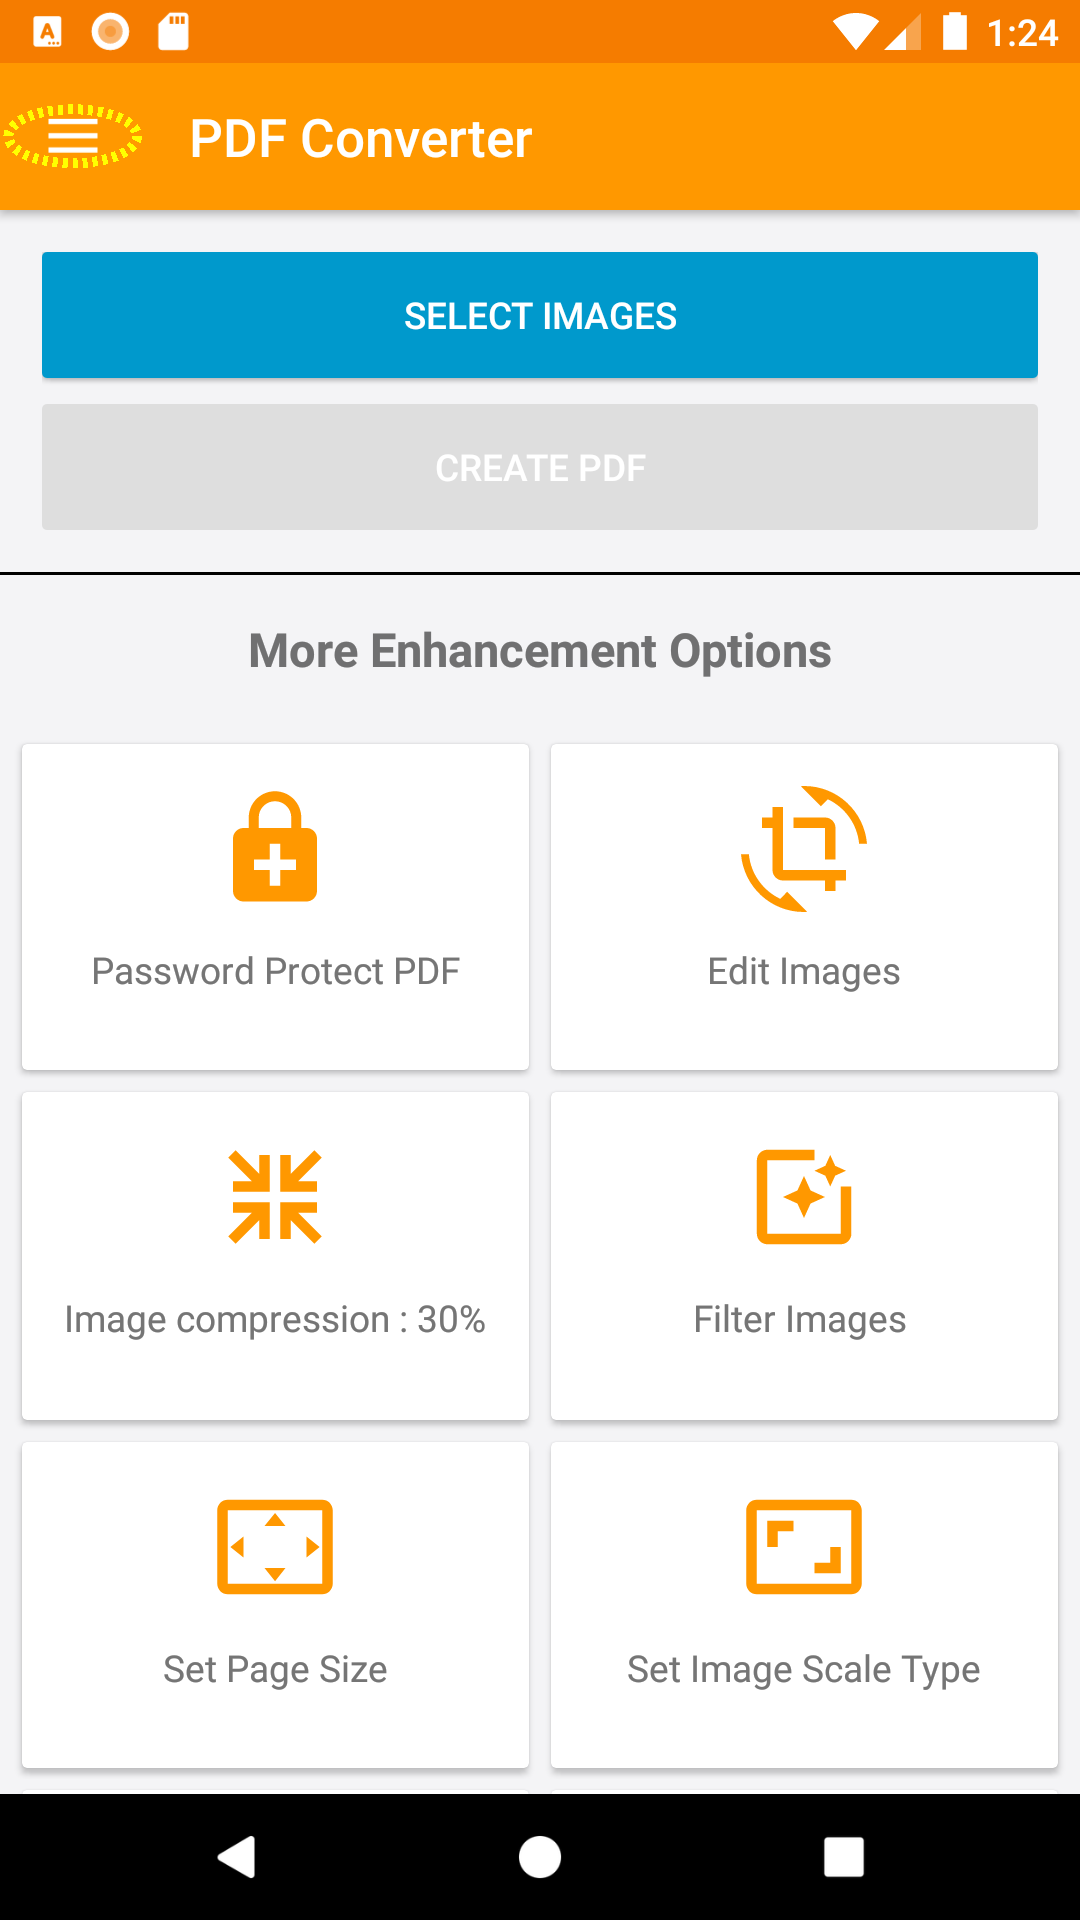 1:24
PDF Converter
SELECT IMAGES
CREATE PDF
More Enhancement Options
Password Protect PDF
Edit Images
Image compression : 30%
Filter Images
Set Page Size
Set Image Scale Type